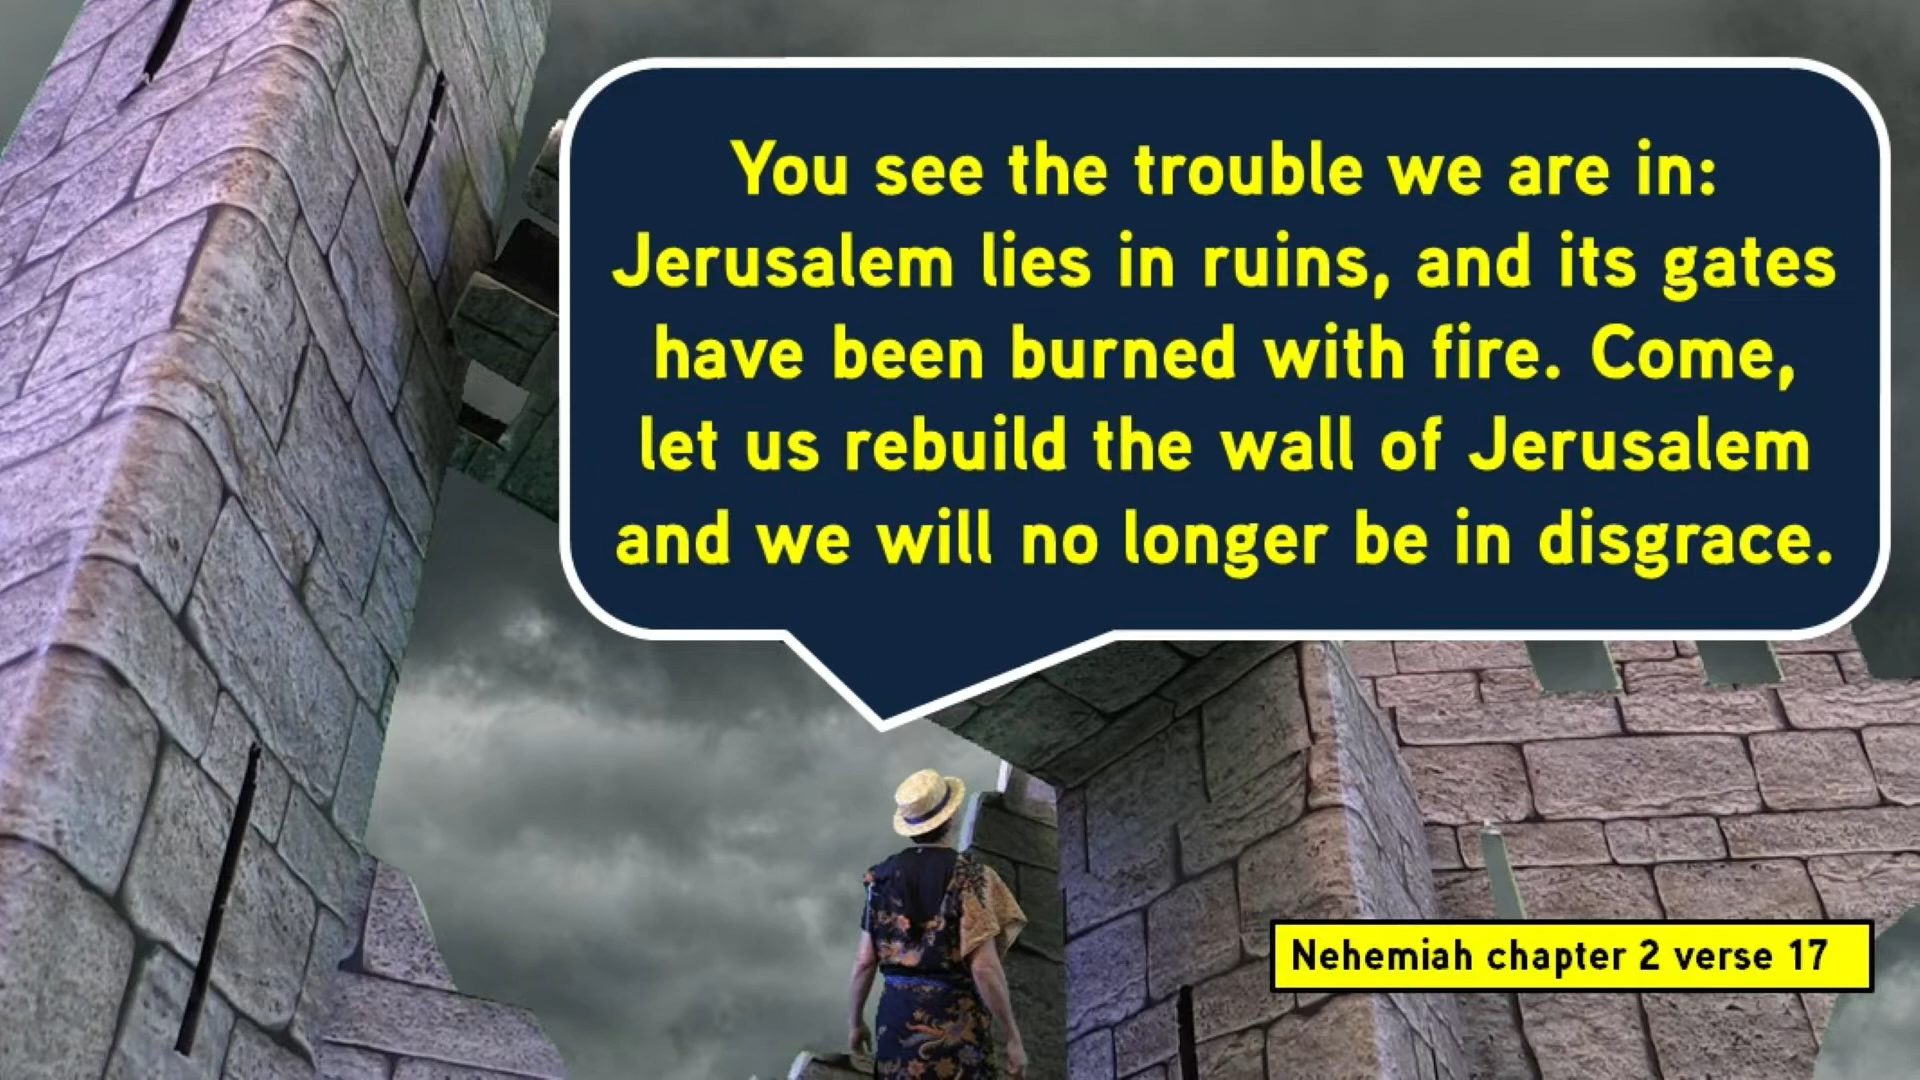 You see the trouble we are in:
Jerusalem lies in ruins, and its gates
have been burned with fire. Come,
let us rebuild the wall of Jerusalem
and we will no longer be in disgrace.
Nehemiah chapter 2 verse 17